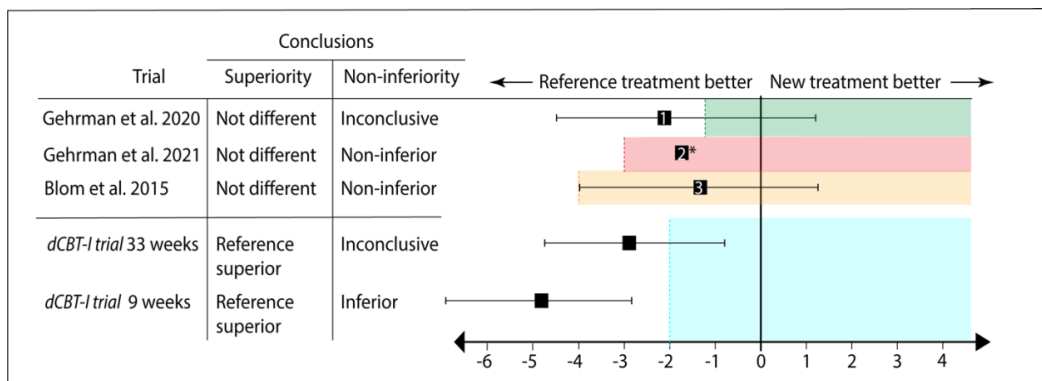 Conclusions
Trial Superiority Non-inferiority
Reference treatment better New treatment better
Gehrman et al. 2020 Not different Inconclusive 1
Gehrman et al. 2021 Not different Non-inferior 2*
Blom et al. 2015 Not different Non-inferior 3
dCBT-I trial 33 weeks Reference Inconclusive
superior
dCBT-I trial 9 weeks Reference Inferior
superior
-6 -5 -4 -3 -2 -1 0 1 2 3 4